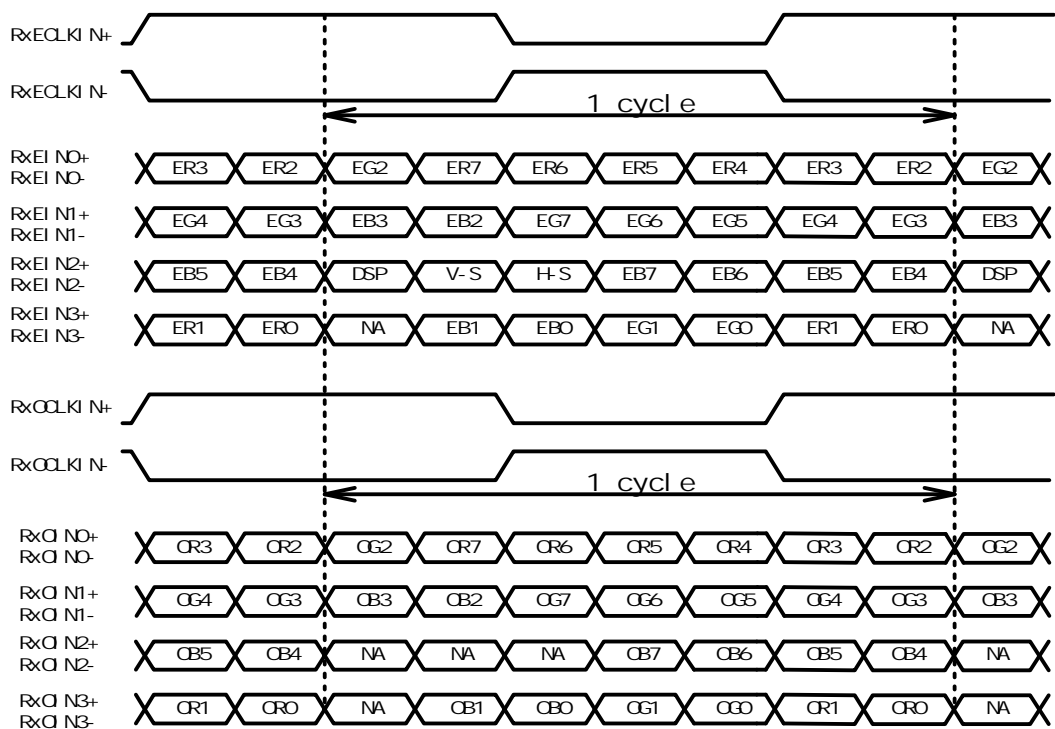 RxECLKIN+
RxECLKIN-
1 cycle
RxEIN0+
RxEIN0-
ER3 ER2 EG2 ER7 ER6 ER5 ER4 ER3 ER2 EG2
RxEIN1+
RxEIN1-
EG4 EG3 EB3 EB2 EG7 EG6 EG5 EG4 EG3 EB3
RxEIN2+
RxEIN2-
EB5 EB4 DSP V-S H-S EB7 EB6 EB5 EB4 DSP
RxEIN3+
RxEIN3-
ER1 ER0 NA EB1 EB0 EG1 EG0 ER1 ER0 NA
RxOCLKIN+
RxOCLKIN-
1 cycle
RxOIN0+
RxOIN0-
OR3 OR2 OG2 OR7 OR6 OR5 OR4 OR3 OR2 OG2
RxOIN1+
RxOIN1-
OG4 OG3 OB3 OB2 OG7 OG6 OG5 OG4 OG3 OB3
RxOIN2+
RxOIN2-
OB5 OB4 NA NA NA OB7 OB6 OB5 OB4 NA
RxOIN3+
RxOIN3-
OR1 OR0 NA OB1 OB0 OG1 OG0 OR1 OR0 NA